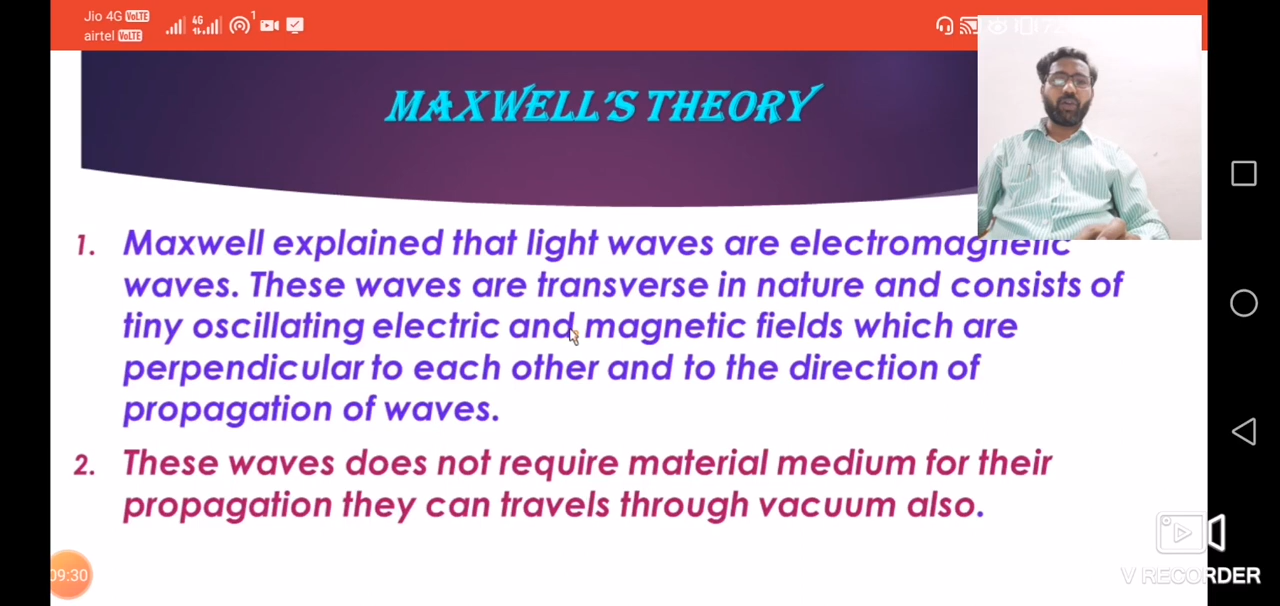 Jio 4G VoLTE
4G
1
airtel VoLTE
MAXWELL'S THEORY
1. Maxwell explained that light waves are electromagnetic
waves. These waves are transverse in nature and consists of
tiny oscillating electric and magnetic fields which are
perpendicular to each other and to the direction of
propagation of waves.
2. These waves does not require material medium for their
propagation they can travels through vacuum also.
09:30
V RECORDER